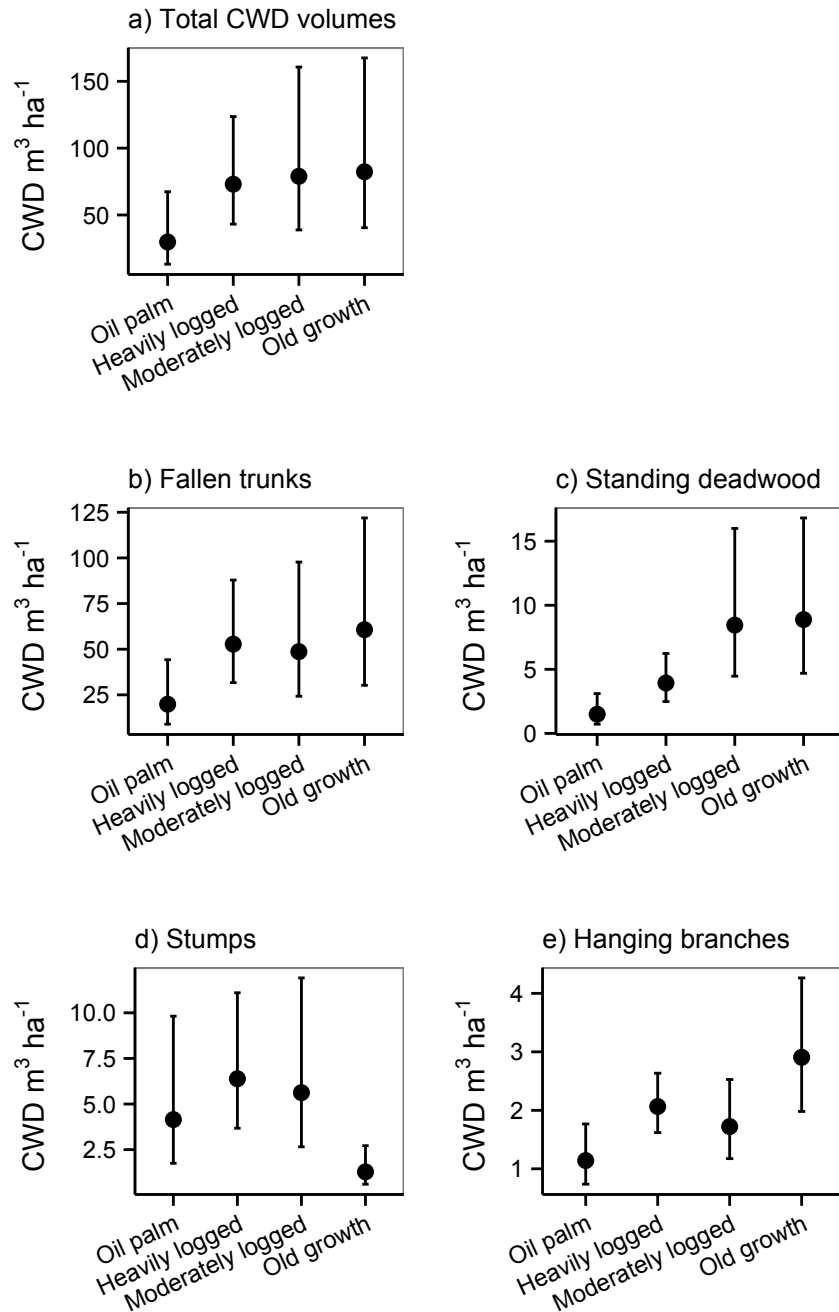 a) Total CWD volumes
CWD m³ ha⁻¹
150
100
50
Oil palm
Heavily logged
Moderately logged
Old growth
b) Fallen trunks
CWD m³ ha⁻¹
125
100
75
50
25
Oil palm
Heavily logged
Moderately logged
Old growth
c) Standing deadwood
CWD m³ ha⁻¹
15
10
5
0
Oil palm
Heavily logged
Moderately logged
Old growth
d) Stumps
CWD m³ ha⁻¹
10.0
7.5
5.0
2.5
Oil palm
Heavily logged
Moderately logged
Old growth
e) Hanging branches
CWD m³ ha⁻¹
4
3
2
1
Oil palm
Heavily logged
Moderately logged
Old growth